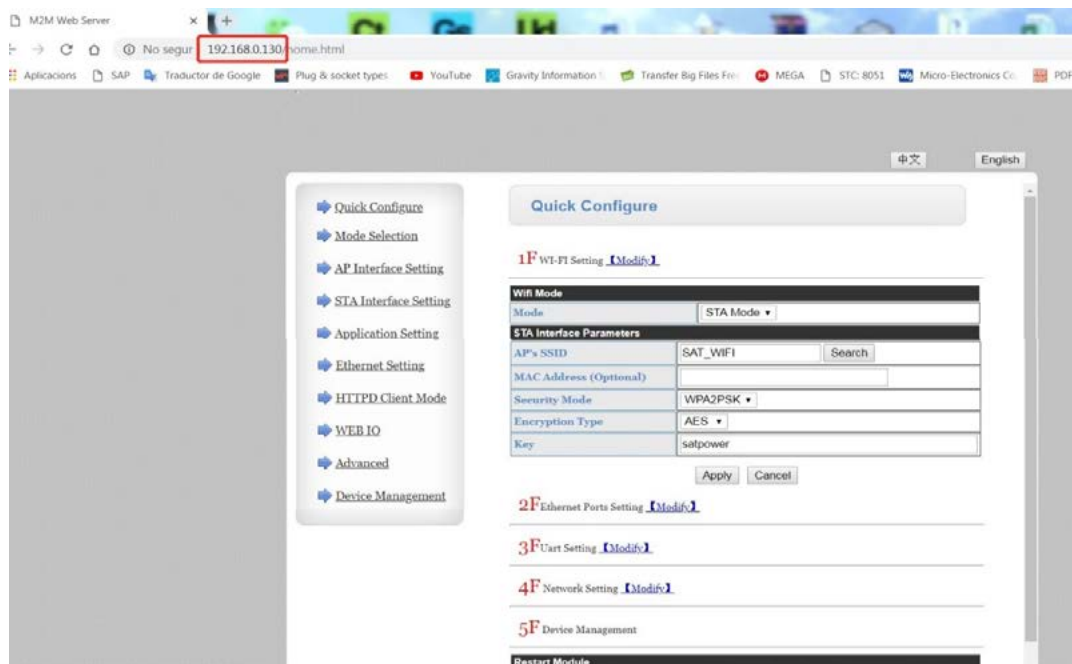 M2M Web Server
No segur 192.168.0.130/home.html
Aplicacions SAP Traductor de Google Plug & socket types YouTube Gravity Information Transfer Big Files Fre MEGA STC: 8051 Micro-Electronics Co. PDF
中文 English
Quick Configure
Mode Selection
AP Interface Setting
STA Interface Setting
Application Setting
Ethernet Setting
HTTPD Client Mode
WEB IO
Advanced
Device Management
Quick Configure
1F WI-FI Setting 【Modify】
Wifi Mode
Mode STA Mode
STA Interface Parameters
AP's SSID SAT_WIFI Search
MAC Address (Optional)
Security Mode WPA2PSK
Encryption Type AES
Key satpower
Apply Cancel
2F Ethernet Ports Setting 【Modify】
3F Uart Setting 【Modify】
4F Network Setting 【Modify】
5F Device Management
Restart Module